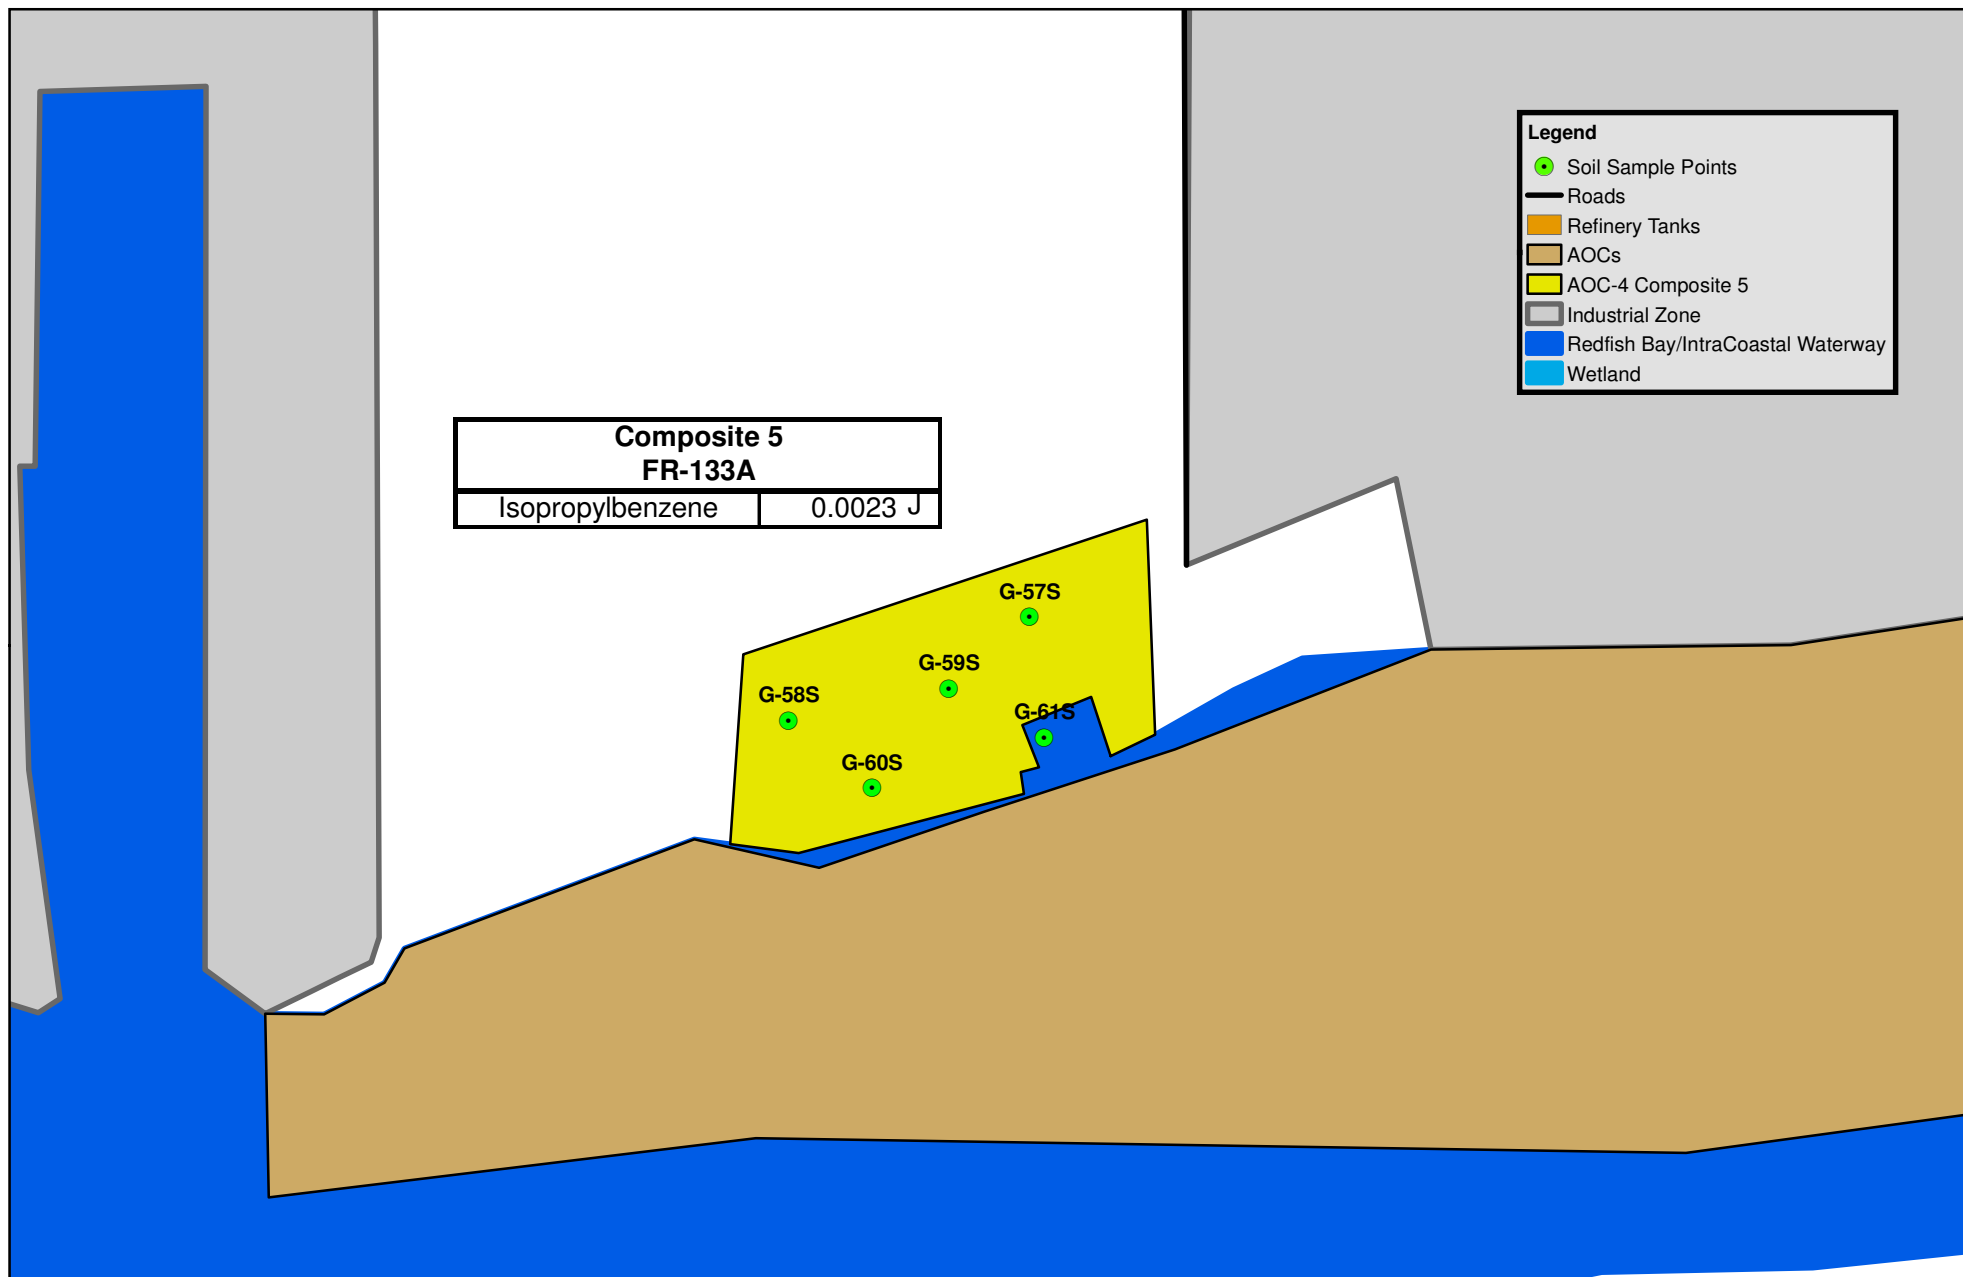 Legend
Soil Sample Points
Roads
Refinery Tanks
AOCs
AOC-4 Composite 5
Industrial Zone
Redfish Bay/IntraCoastal Waterway
Wetland
Composite 5
FR-133A
Isopropylbenzene 0.0023 J
G-57S
G-59S
G-58S
G-61S
G-60S